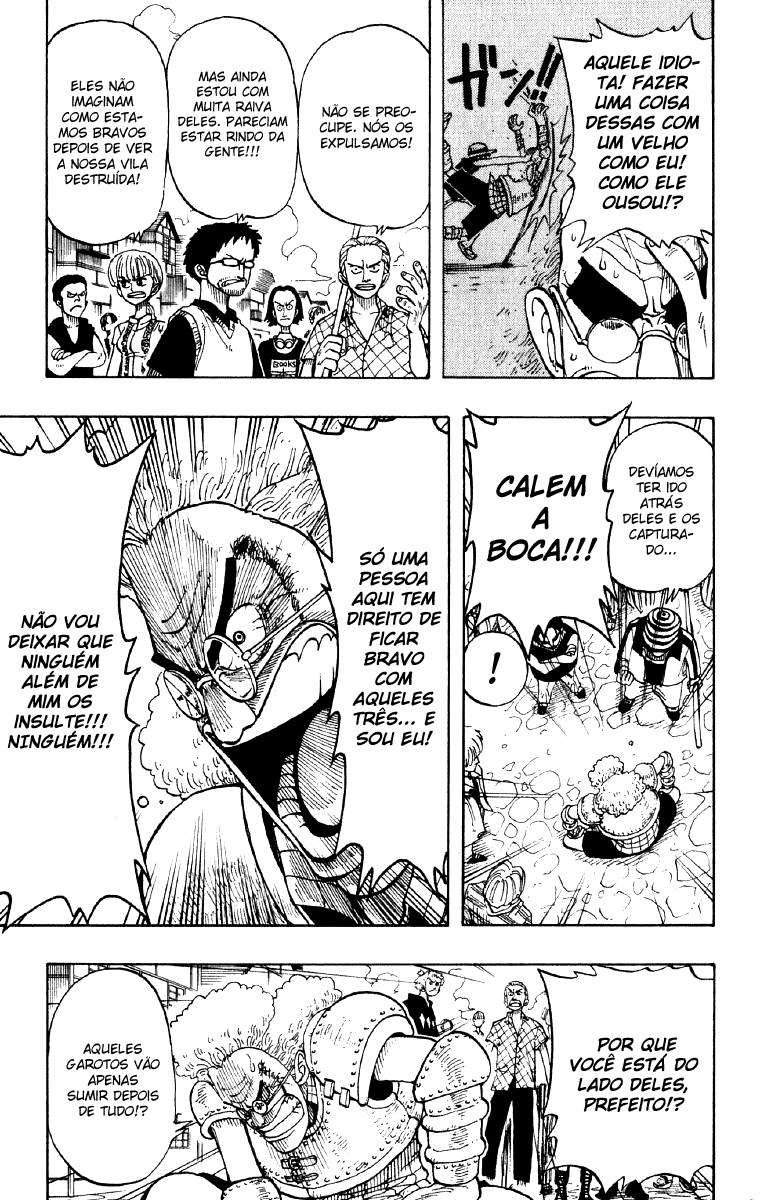 AQUELE IDIO-
TA! FAZER
UMA COISA
DESSAS COM
UM VELHO
COMO EU!
COMO ELE
OUSOU!?
ガンッ!!
NÃO SE PREO-
CUPE. NÓS OS
EXPULSAMOS!
MAS AINDA
ESTOU COM
MUITA RAIVA
DELES. PARECIAM
ESTAR RINDO DA
GENTE!!!
ELES NÃO
IMAGINAM
COMO ESTA-
MOS BRAVOS
DEPOIS DE VER
A NOSSA VILA
DESTRUÍDA!
BOOKS
DEVÍAMOS
TER IDO
ATRÁS
DELES E OS
CAPTURA-
DO...
CALEM
A
BOCA!!!
!
SÓ UMA
PESSOA
AQUI TEM
DIREITO DE
FICAR
BRAVO
COM
AQUELES
TRÊS... E
SOU EU!
NÃO VOU
DEIXAR QUE
NINGUÉM
ALÉM DE
MIM OS
INSULTE!!!
NINGUÉM!!!
POR QUE
VOCÊ ESTÁ DO
LADO DELES,
PREFEITO!?
AQUELES
GAROTOS VÃO
APENAS
SUMIR DEPOIS
DE TUDO!?